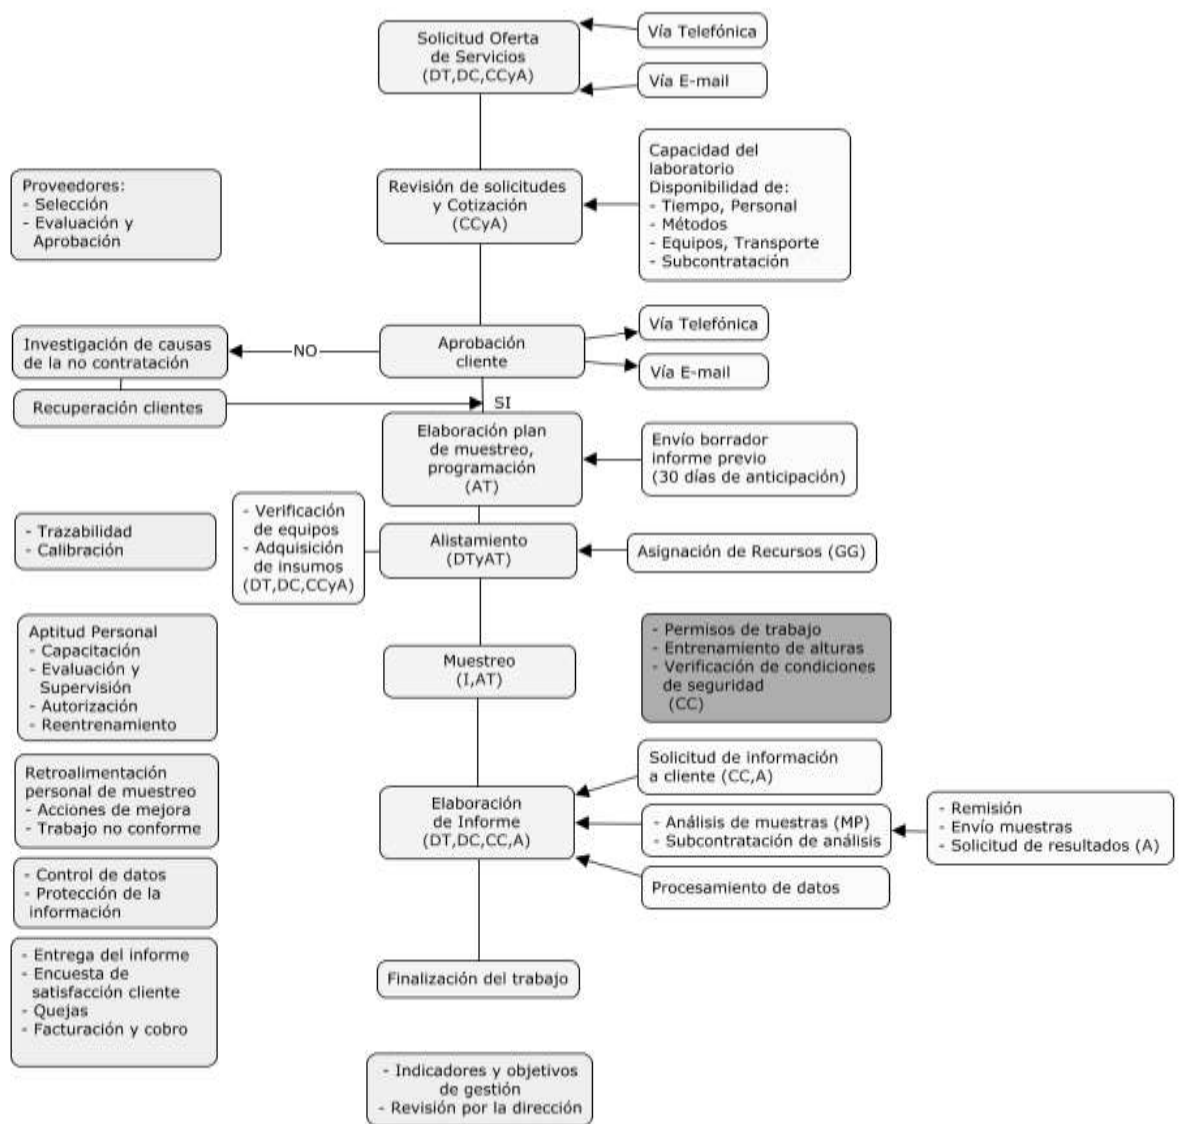 Solicitud Oferta
de Servicios
(DT,DC,CCyA)
Vía Telefónica
Vía E-mail
Proveedores:
- Selección
- Evaluación y
Aprobación
Revisión de solicitudes
y Cotización
(CCyA)
Capacidad del
laboratorio
Disponibilidad de:
- Tiempo, Personal
- Métodos
- Equipos, Transporte
- Subcontratación
Investigación de causas
de la no contratación
NO
Aprobación
cliente
Vía Telefónica
Vía E-mail
Recuperación clientes
SI
Elaboración plan
de muestreo,
programación
(AT)
Envío borrador
informe previo
(30 días de anticipación)
- Trazabilidad
- Calibración
- Verificación
de equipos
- Adquisición
de insumos
(DT,DC,CCyA)
Alistamiento
(DTyAT)
Asignación de Recursos (GG)
Aptitud Personal
- Capacitación
- Evaluación y
Supervisión
- Autorización
- Reentrenamiento
Muestreo
(I,AT)
- Permisos de trabajo
- Entrenamiento de alturas
- Verificación de condiciones
de seguridad
(CC)
Retroalimentación
personal de muestreo
- Acciones de mejora
- Trabajo no conforme
Elaboración
de Informe
(DT,DC,CC,A)
Solicitud de información
a cliente (CC,A)
- Análisis de muestras (MP)
- Subcontratación de análisis
- Remisión
- Envío muestras
- Solicitud de resultados (A)
Procesamiento de datos
- Control de datos
- Protección de la
información
- Entrega del informe
- Encuesta de
satisfacción cliente
- Quejas
- Facturación y cobro
Finalización del trabajo
- Indicadores y objetivos
de gestión
- Revisión por la dirección